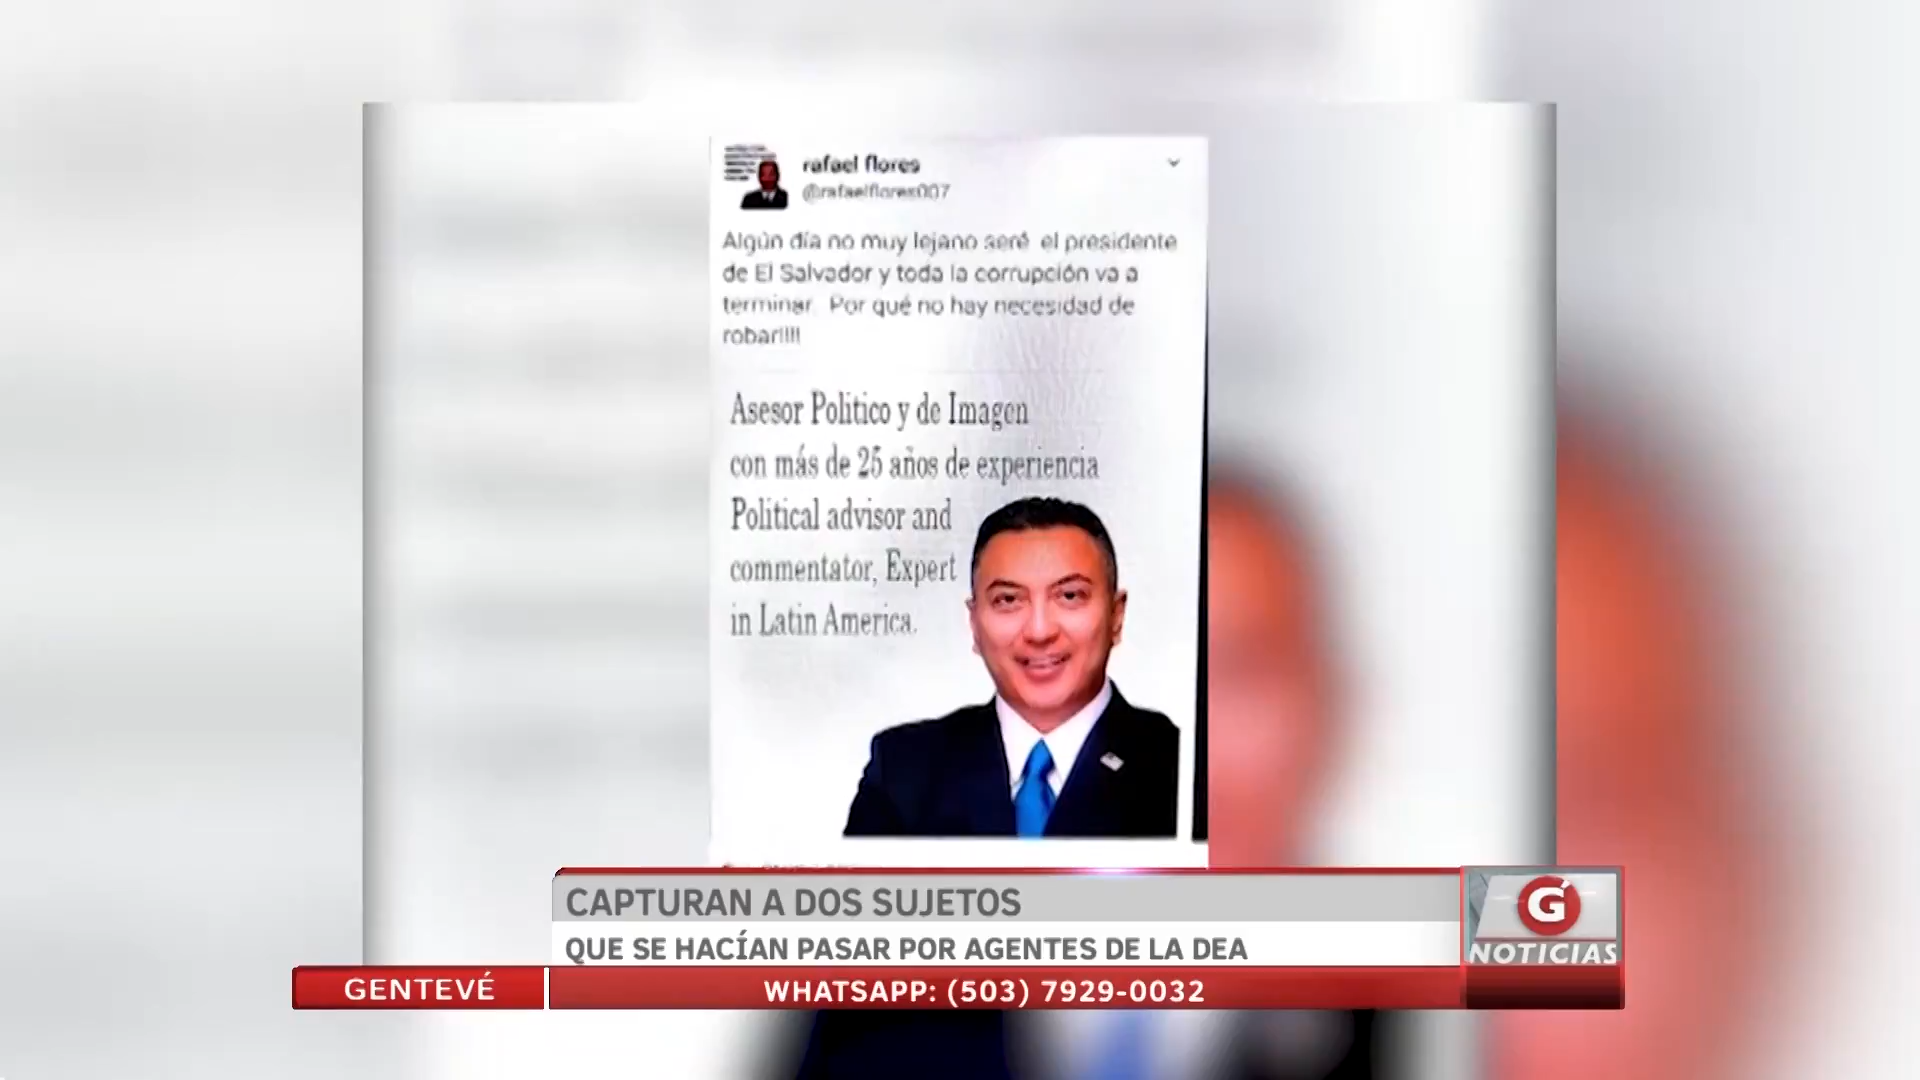 rafael flores
@rafaelflores007
Algún día no muy lejano seré el presidente
de El Salvador y toda la corrupción va a
terminar. Por qué no hay necesidad de
robar!!!!
Asesor Politico y de Imagen
con más de 25 años de experiencia
Political advisor and
commentator, Expert
in Latin America.
CAPTURAN A DOS SUJETOS
QUE SE HACÍAN PASAR POR AGENTES DE LA DEA
G
NOTICIAS
GENTEVÉ
WHATSAPP: (503) 7929-0032